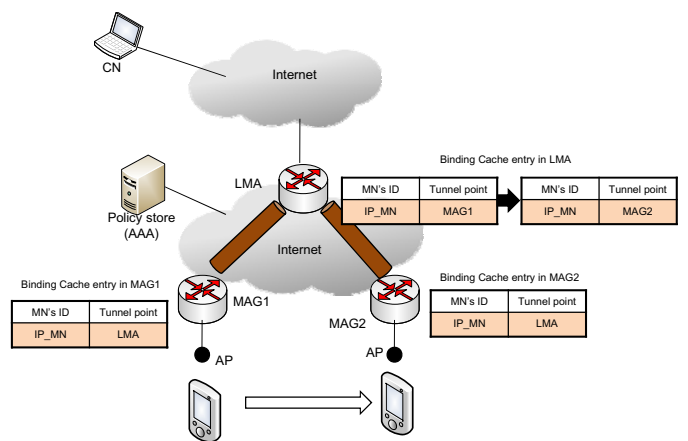 CN
Internet
Binding Cache entry in LMA
LMA
MN's ID Tunnel point
IP_MN MAG1
MN's ID Tunnel point
IP_MN MAG2
Policy store
(AAA)
Internet
Binding Cache entry in MAG1
MAG1
MN's ID Tunnel point
IP_MN LMA
Binding Cache entry in MAG2
MAG2
MN's ID Tunnel point
IP_MN LMA
AP
AP